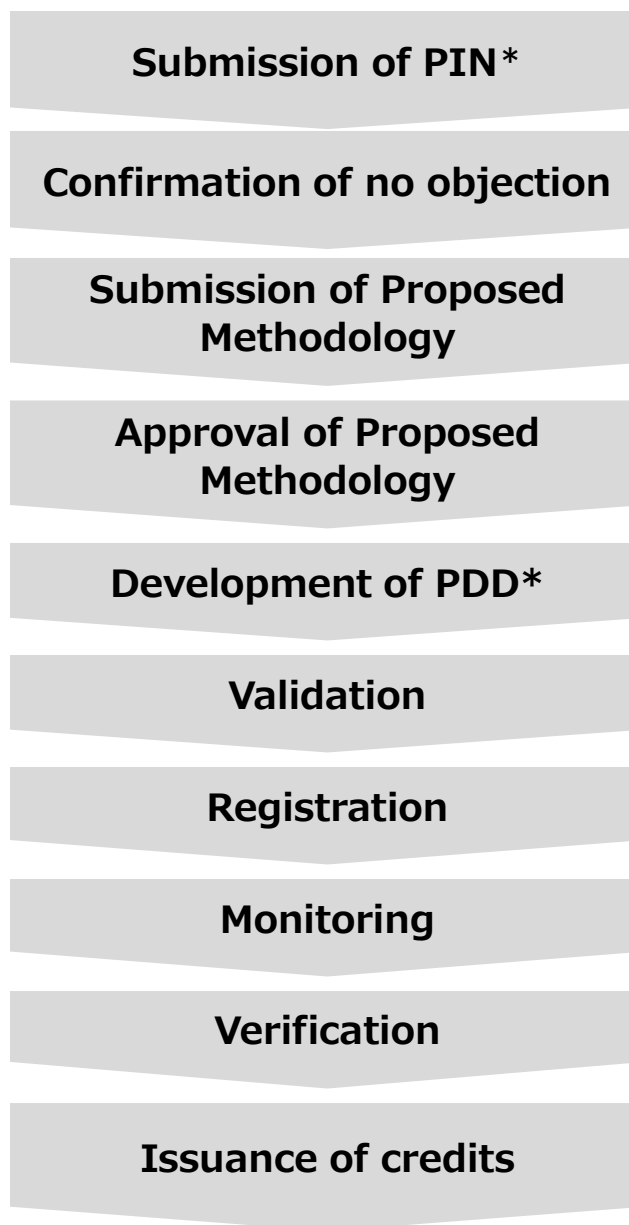 Submission of PIN*
Confirmation of no objection
Submission of Proposed
Methodology
Approval of Proposed
Methodology
Development of PDD*
Validation
Registration
Monitoring
Verification
Issuance of credits